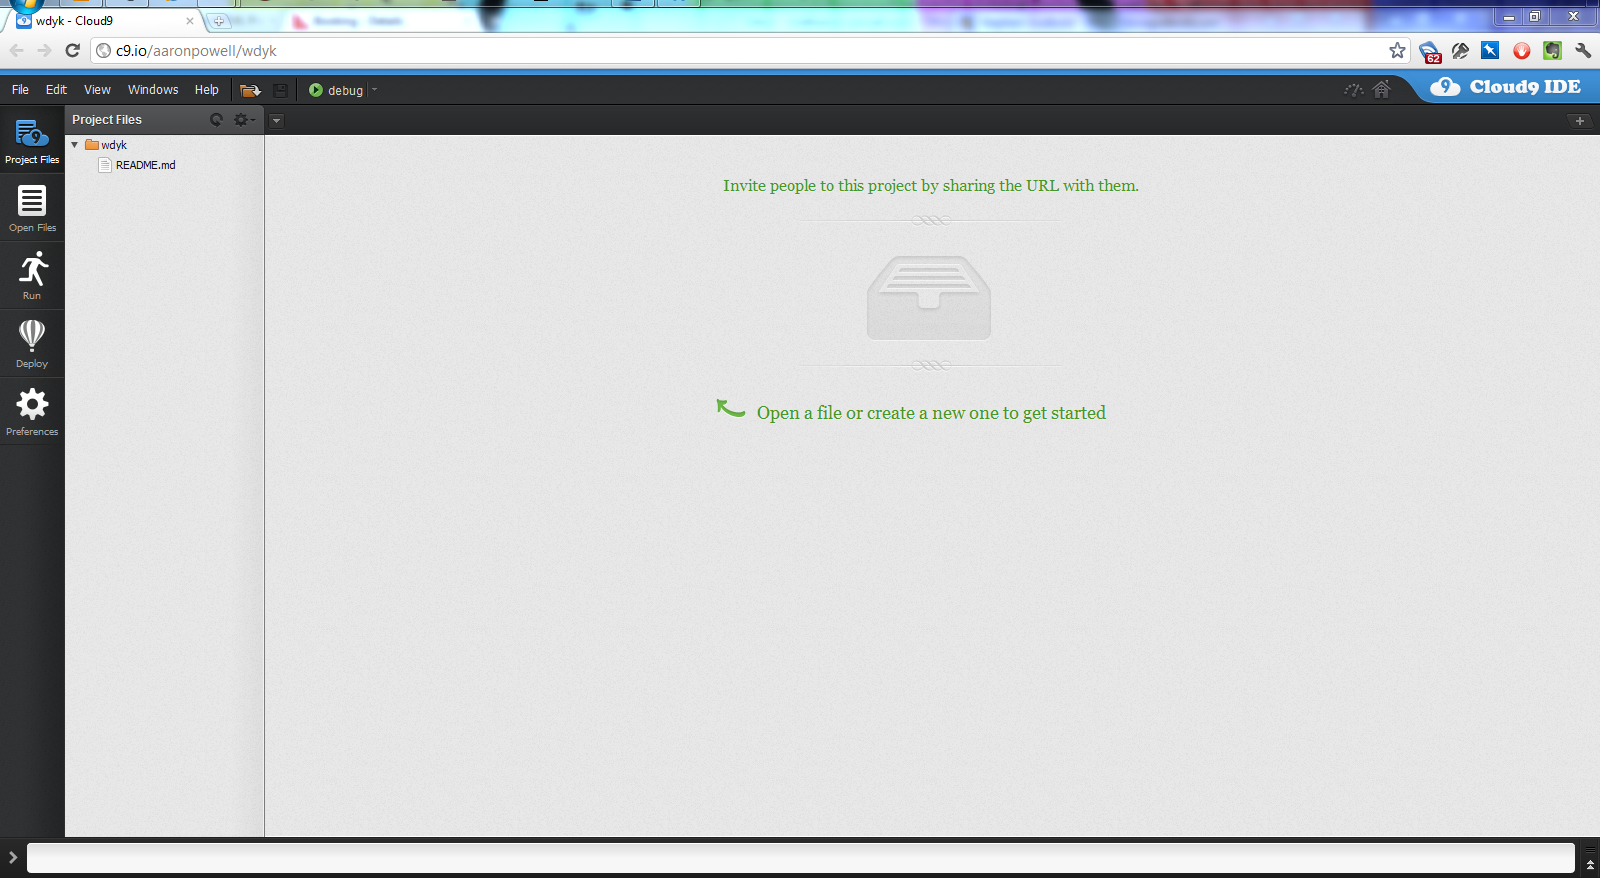 wdyk - Cloud9
c9.io/aaronpowell/wdyk
62
File Edit View Windows Help debug
9 Cloud9 IDE
Project Files
Project Files
wdyk
README.md
Open Files
Run
Deploy
Preferences
Invite people to this project by sharing the URL with them.
Open a file or create a new one to get started